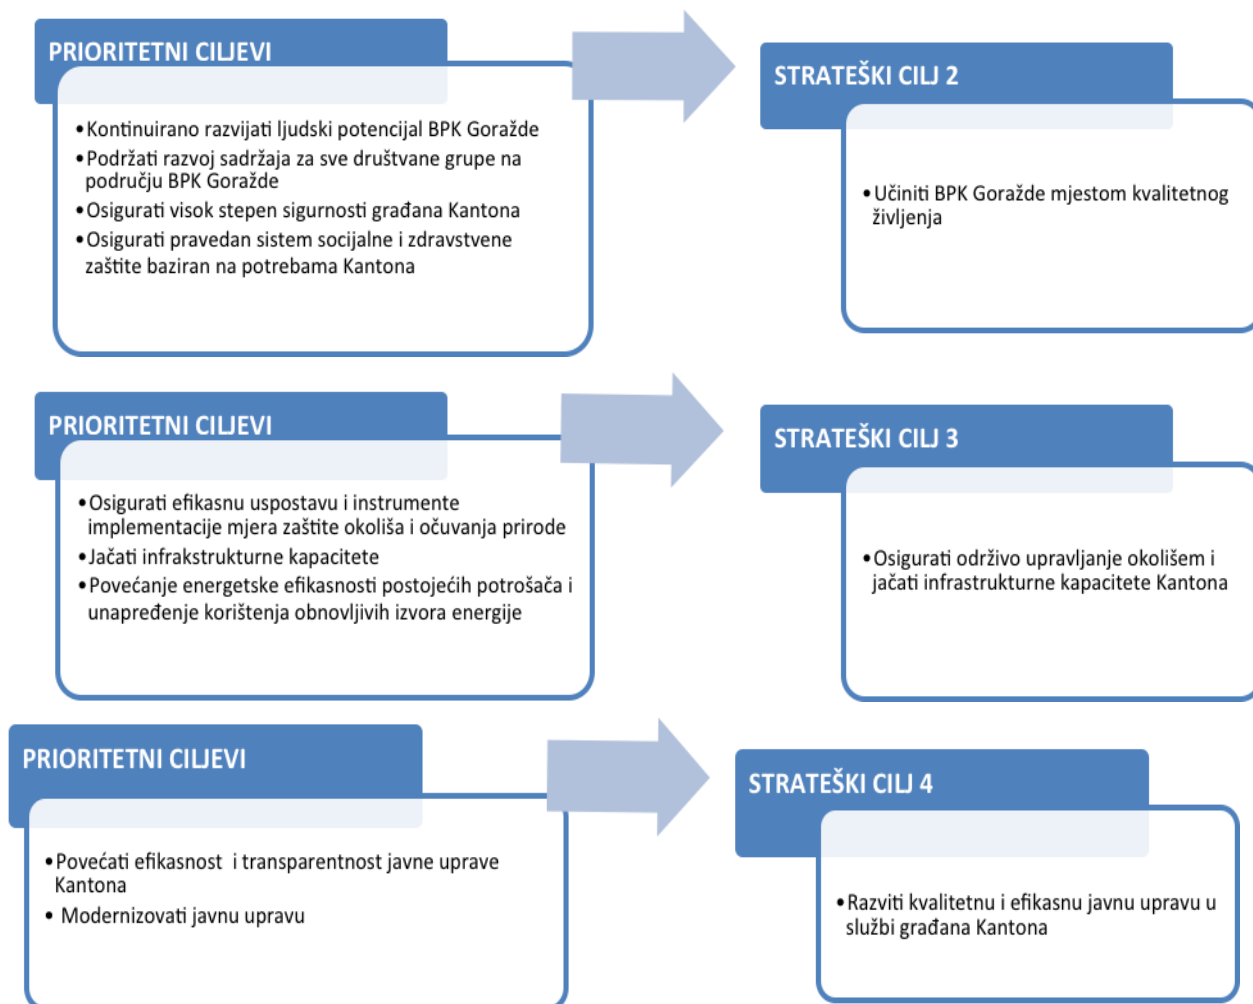 PRIORITETNI CILJEVI
•Kontinuirano razvijati ljudski potencijal BPK Goražde
•Podržati razvoj sadržaja za sve društvane grupe na
području BPK Goražde
•Osigurati visok stepen sigurnosti građana Kantona
•Osigurati pravedan sistem socijalne i zdravstvene
zaštite baziran na potrebama Kantona
STRATEŠKI CILJ 2
•Učiniti BPK Goražde mjestom kvalitetnog
življenja
PRIORITETNI CILJEVI
•Osigurati efikasnu uspostavu i instrumente
implementacije mjera zaštite okoliša i očuvanja prirode
•Jačati infrakstrukturne kapacitete
•Povećanje energetske efikasnosti postojećih potrošača i
unapređenje korištenja obnovljivih izvora energije
STRATEŠKI CILJ 3
•Osigurati održivo upravljanje okolišem i
jačati infrastrukturne kapacitete Kantona
PRIORITETNI CILJEVI
•Povećati efikasnost i transparentnost javne uprave
Kantona
• Modernizovati javnu upravu
STRATEŠKI CILJ 4
•Razviti kvalitetnu i efikasnu javnu upravu u
službi građana Kantona